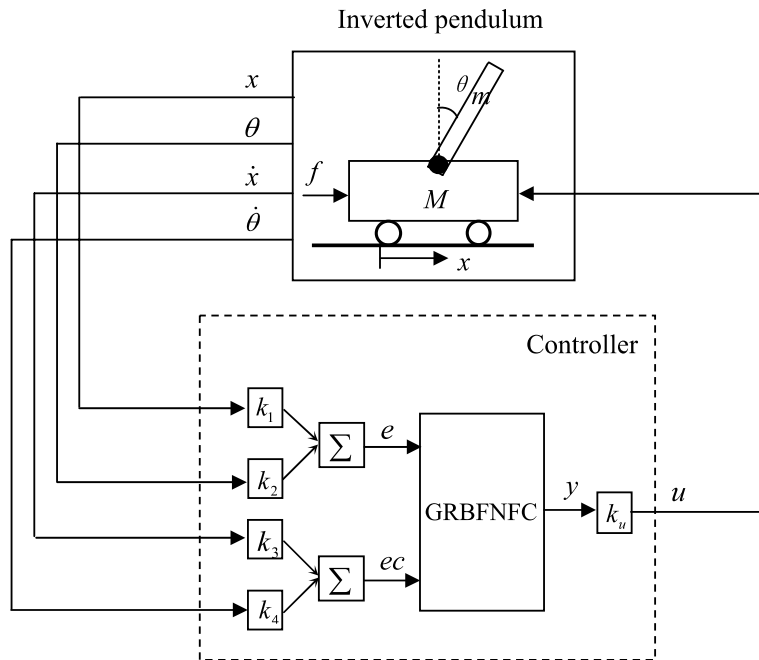 Inverted pendulum
x
θ
ẋ
θ̇
θ
m
f
M
x
Controller
k₁
k₂
k₃
k₄
Σ
Σ
e
ec
GRBFNFC
y
kᵤ
u